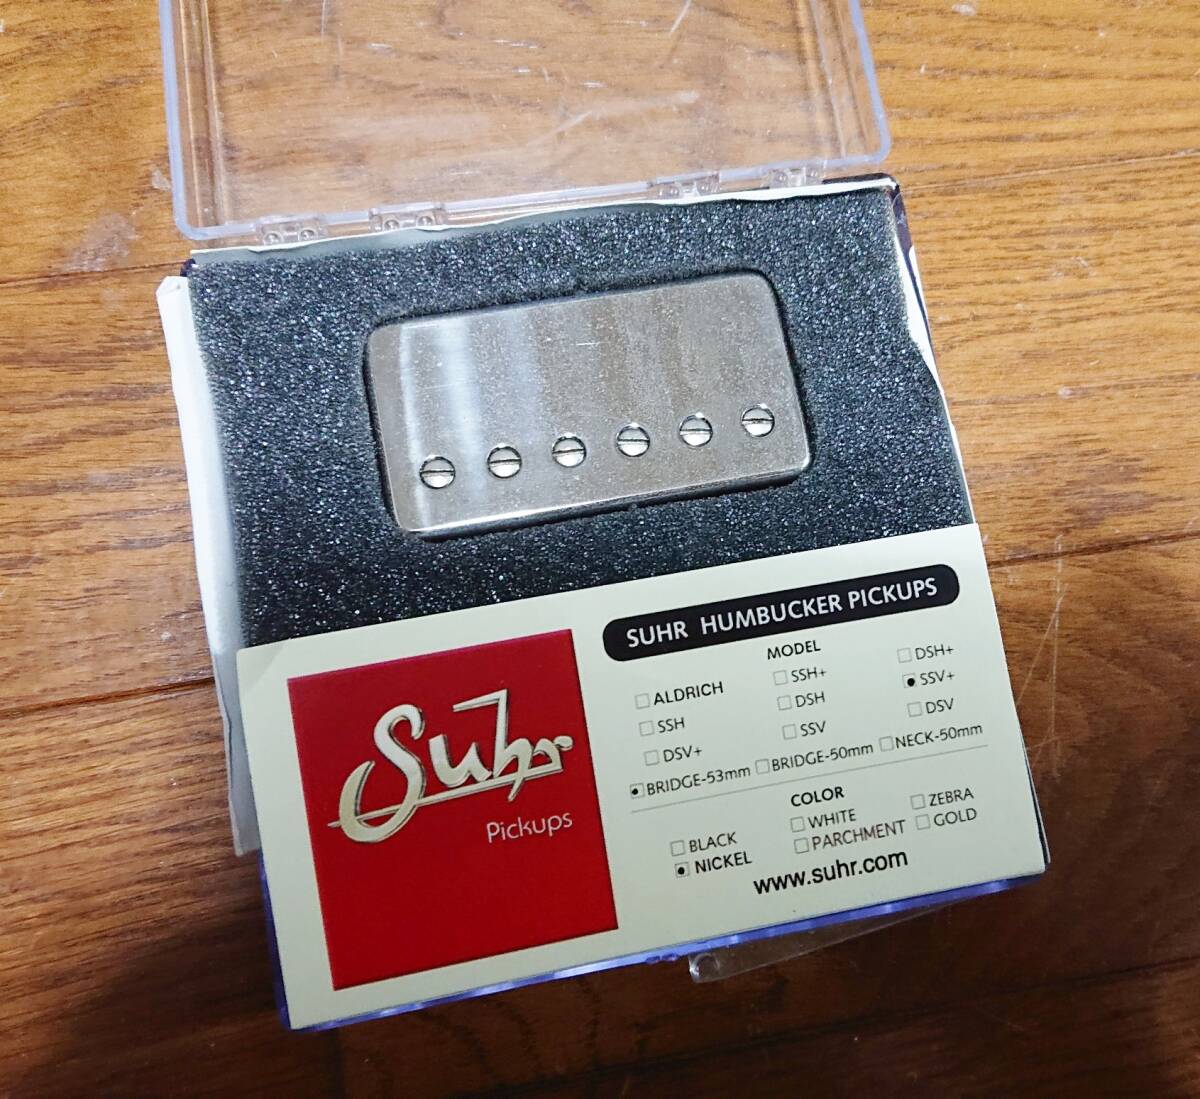 Suhr
Pickups
SUHR HUMBUCKER PICKUPS
MODEL
ALDRICH SSH+ DSH+
SSH DSH SSV+
DSV+ SSV DSV
BRIDGE-53mm BRIDGE-50mm NECK-50mm
COLOR
BLACK WHITE ZEBRA
NICKEL PARCHMENT GOLD
www.suhr.com